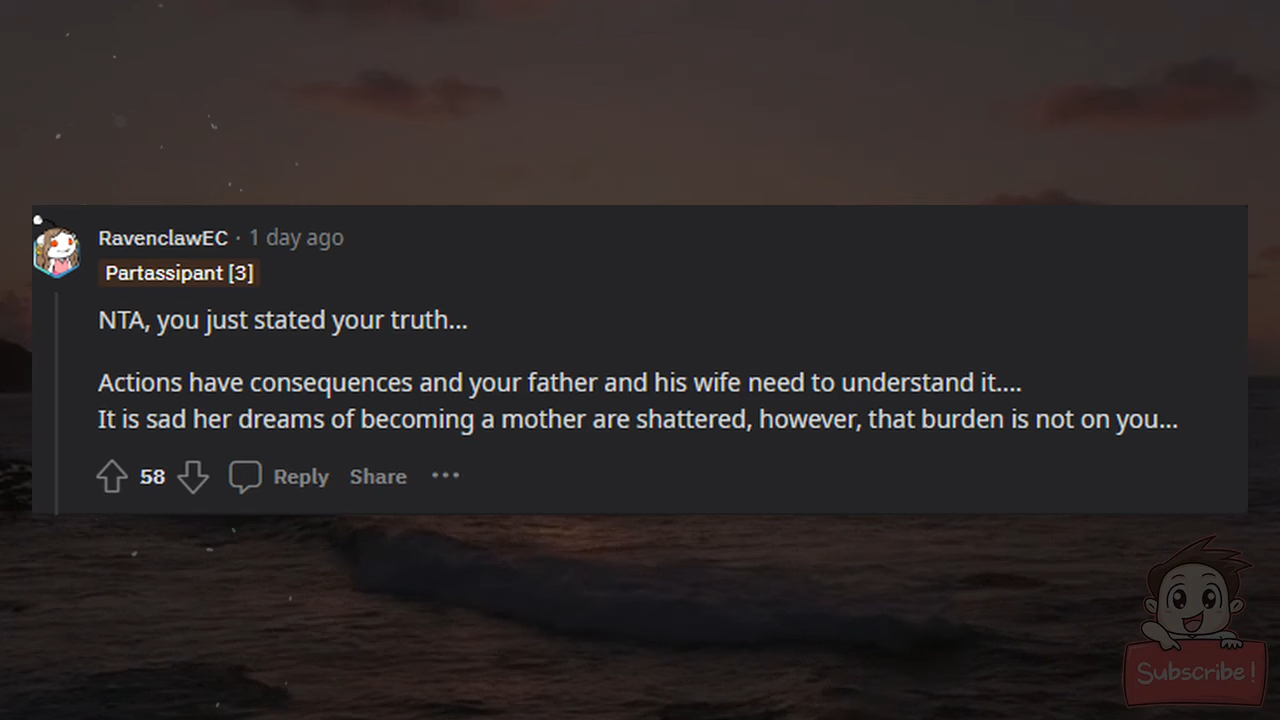 RavenclawEC · 1 day ago
Partassipant [3]
NTA, you just stated your truth...
Actions have consequences and your father and his wife need to understand it....
It is sad her dreams of becoming a mother are shattered, however, that burden is not on you...
58 Reply Share ···
Subscribe!